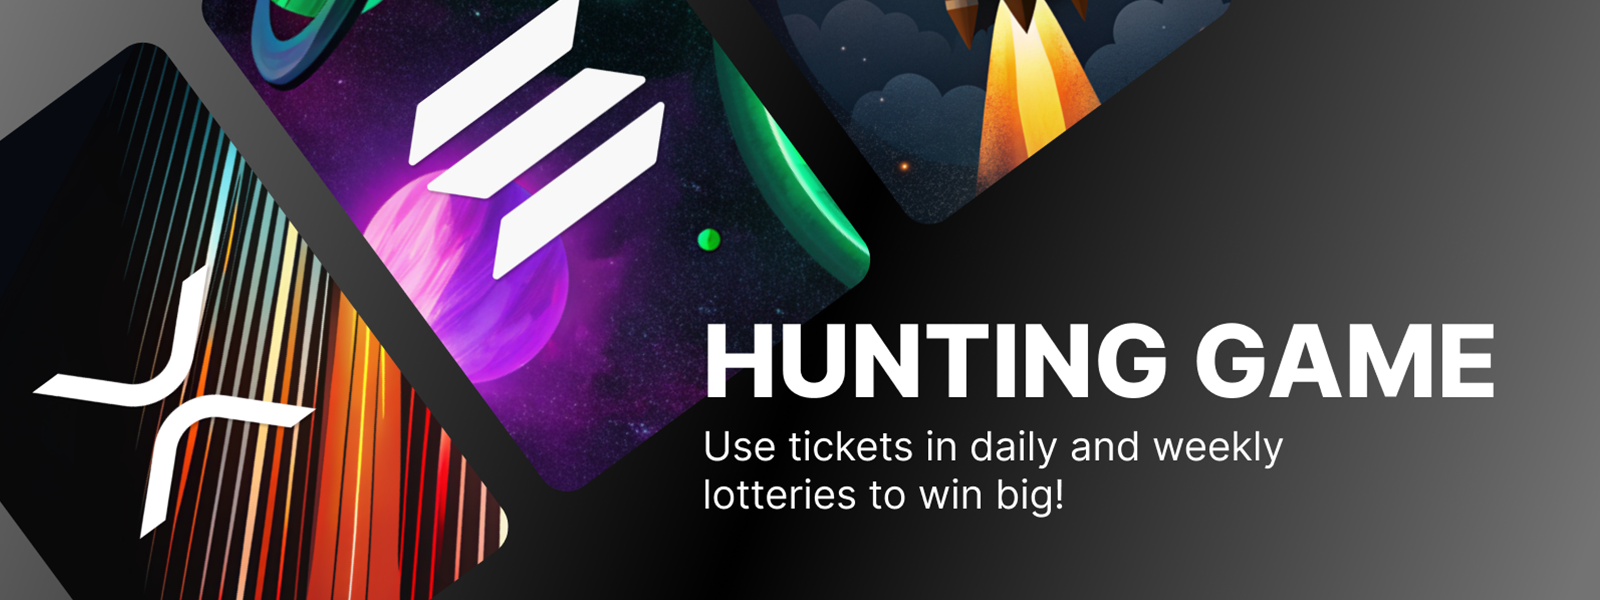 HUNTING GAME
Use tickets in daily and weekly
lotteries to win big!